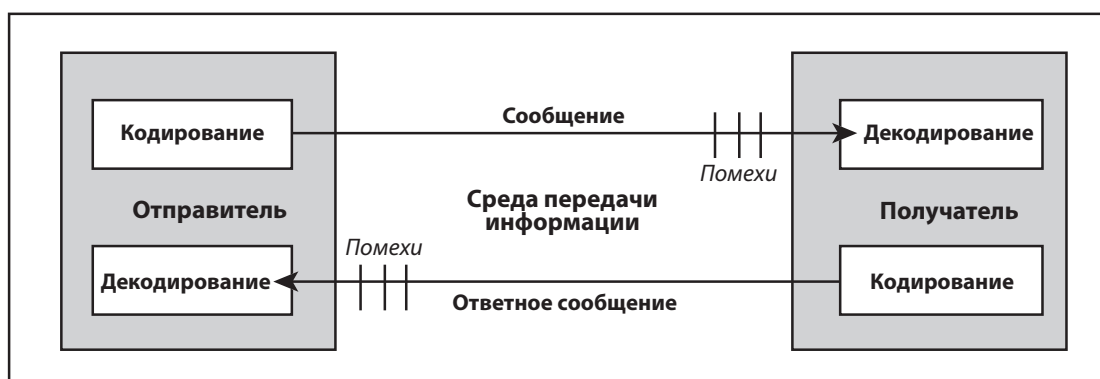 Сообщение
Кодирование
Декодирование
Помехи
Отправитель
Среда передачи
информации
Получатель
Помехи
Декодирование
Ответное сообщение
Кодирование